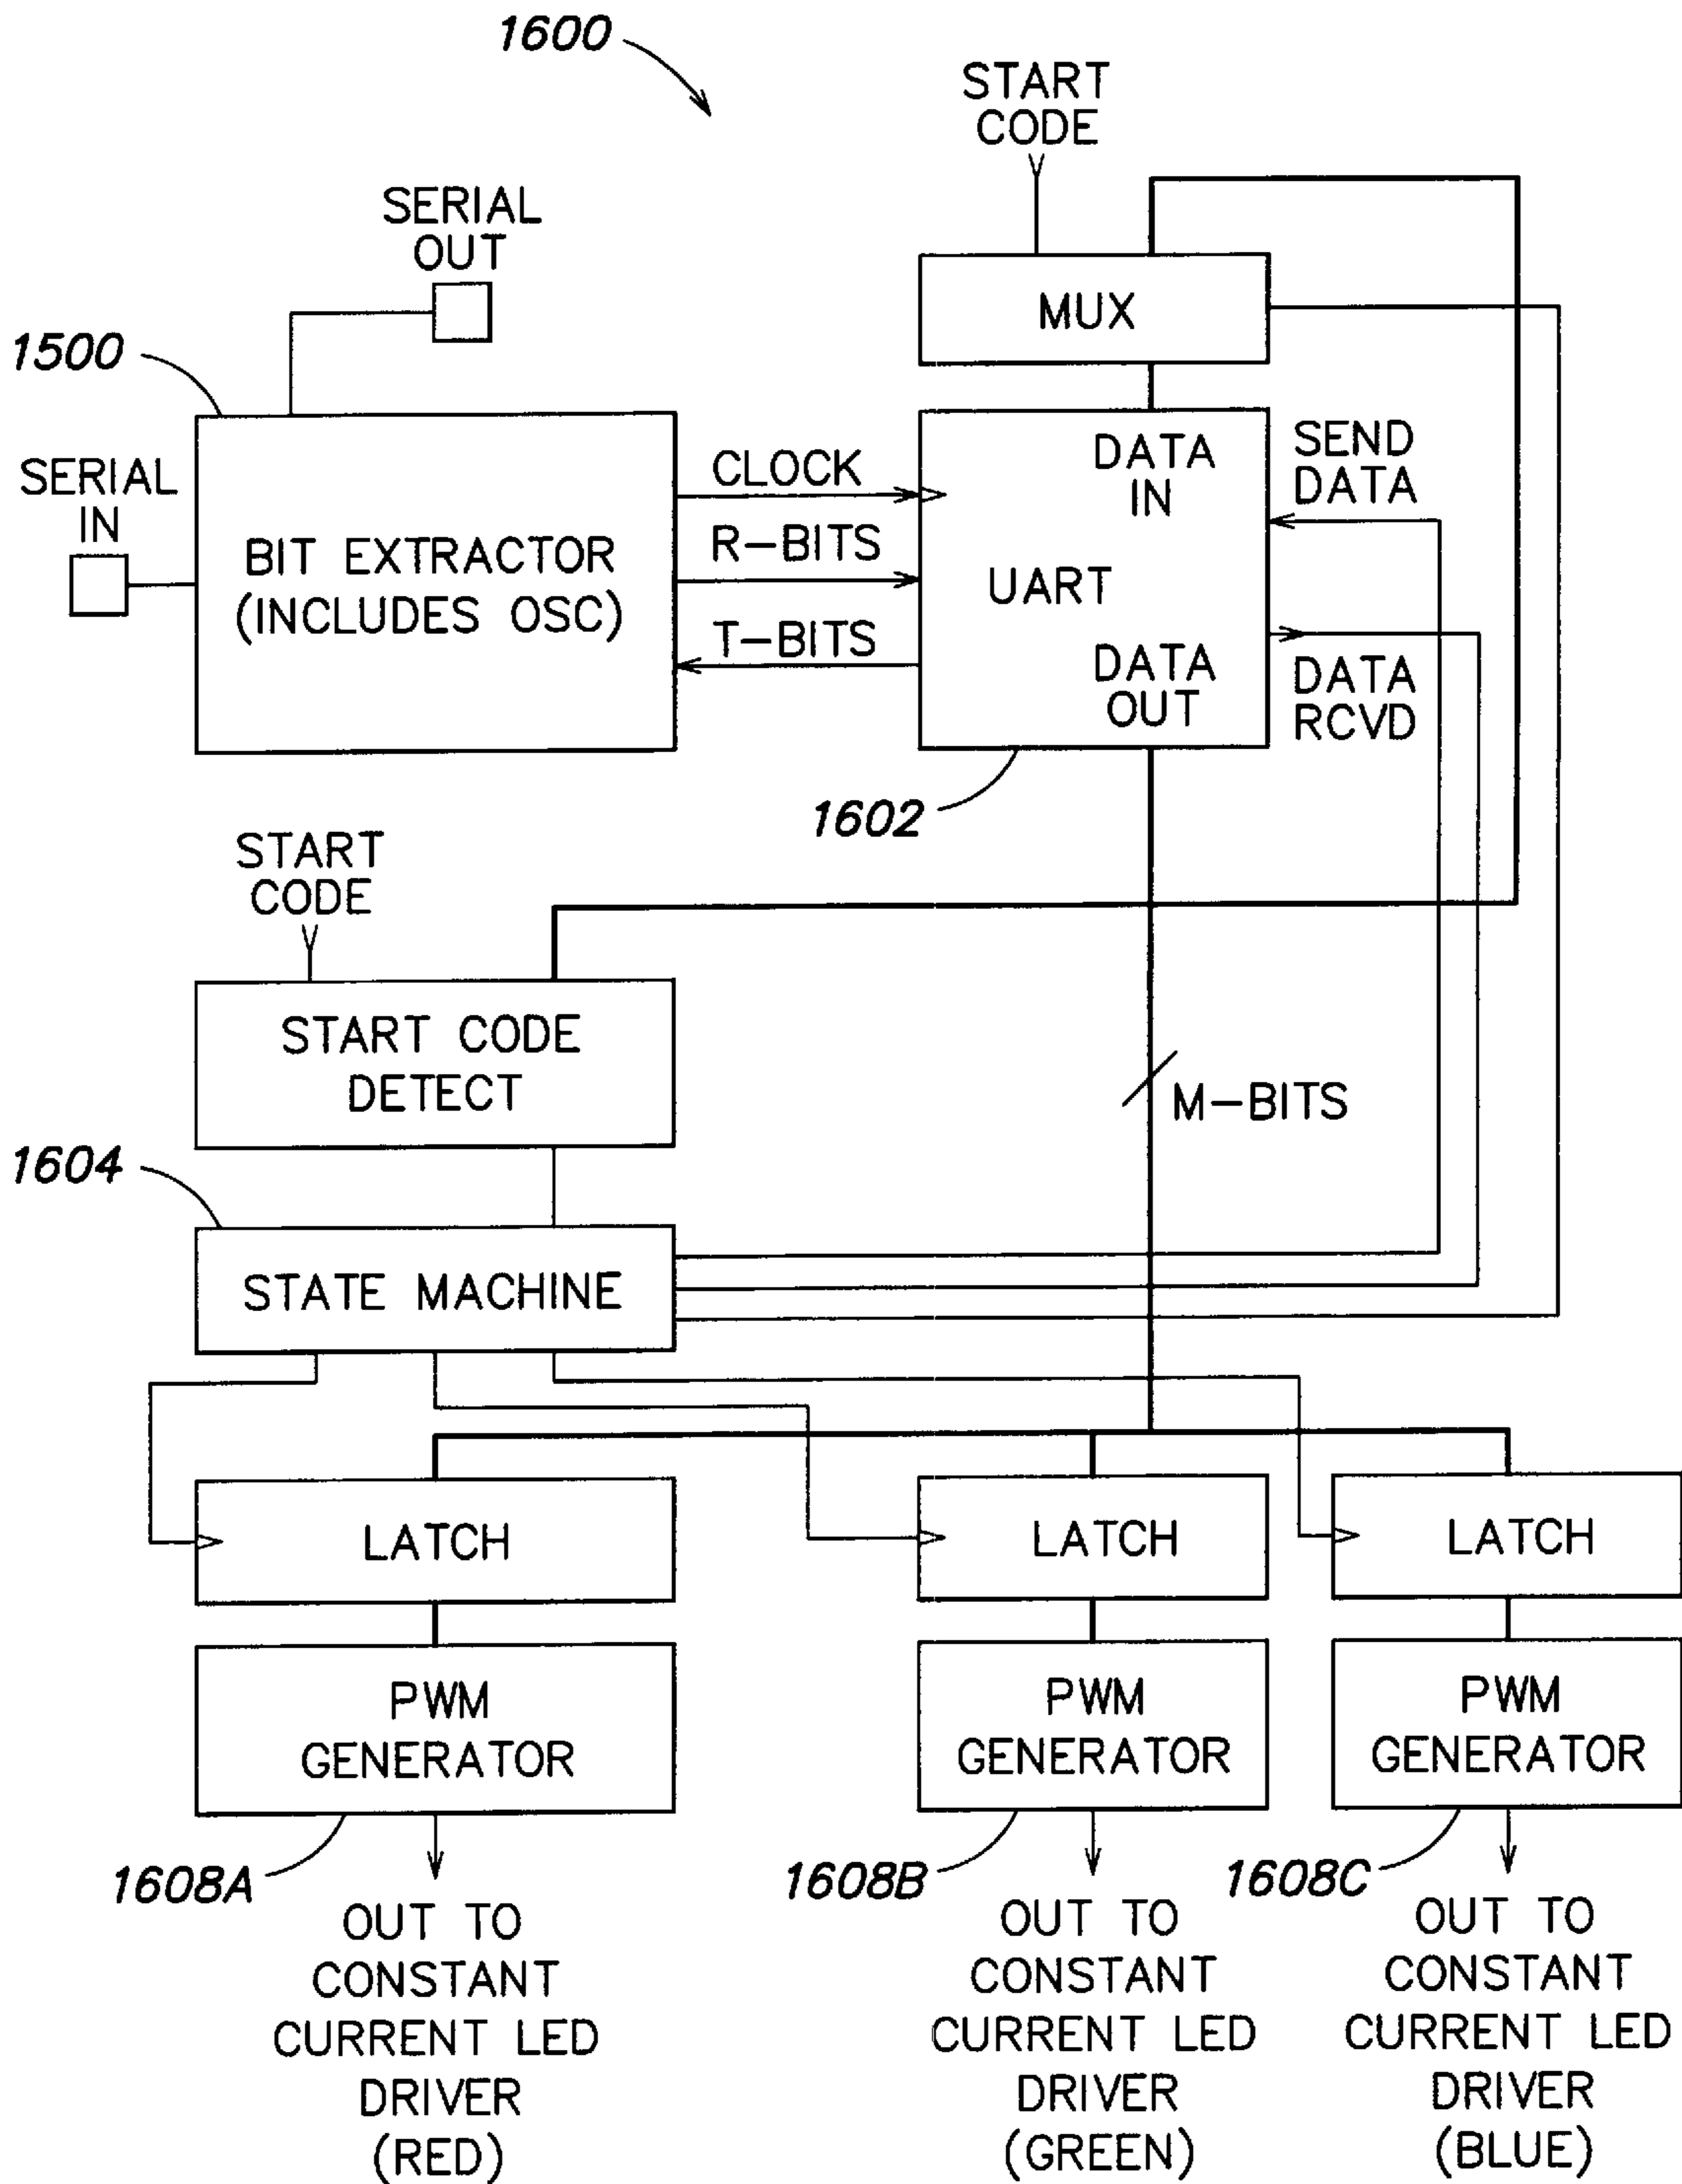 1600
START
CODE
SERIAL
OUT
MUX
1500
SERIAL
IN
BIT EXTRACTOR
(INCLUDES OSC)
CLOCK
R-BITS
T-BITS
DATA
IN
UART
DATA
OUT
SEND
DATA
DATA
RCVD
1602
START
CODE
START CODE
DETECT
M-BITS
1604
STATE MACHINE
LATCH
LATCH
LATCH
PWM
GENERATOR
PWM
GENERATOR
PWM
GENERATOR
1608A
1608B
1608C
OUT TO
CONSTANT
CURRENT LED
DRIVER
(RED)
OUT TO
CONSTANT
CURRENT LED
DRIVER
(GREEN)
OUT TO
CONSTANT
CURRENT LED
DRIVER
(BLUE)